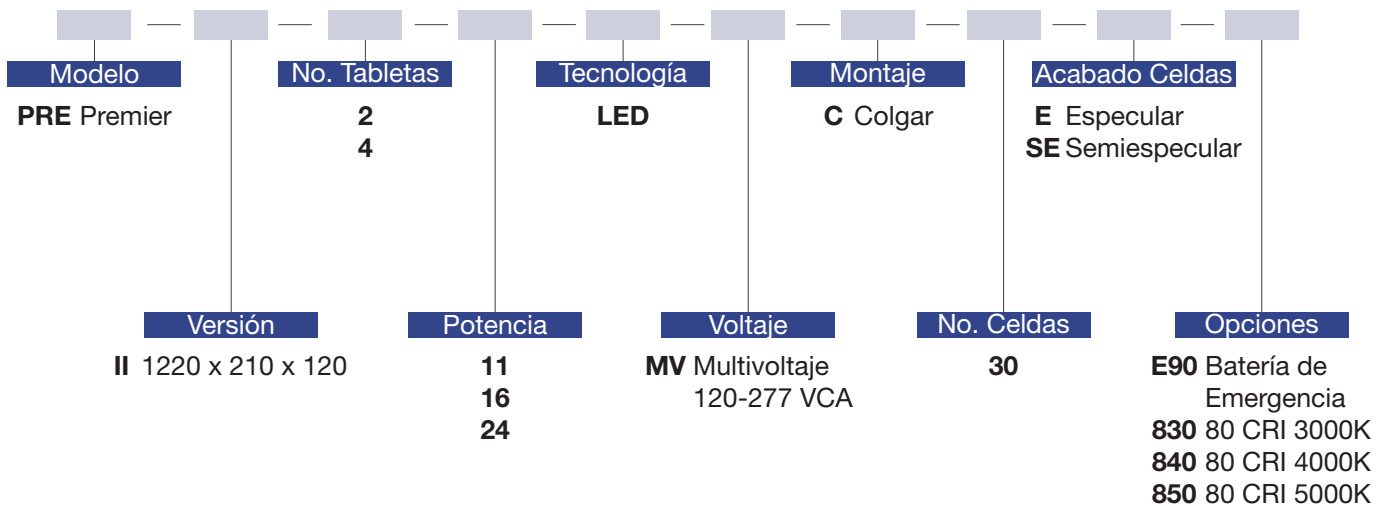 Modelo
PRE Premier
No. Tabletas
2
4
Tecnología
LED
Montaje
C Colgar
Acabado Celdas
E Especular
SE Semiespecular
Versión
II 1220 x 210 x 120
Potencia
11
16
24
Voltaje
MV Multivoltaje
120-277 VCA
No. Celdas
30
Opciones
E90 Batería de
Emergencia
830 80 CRI 3000K
840 80 CRI 4000K
850 80 CRI 5000K